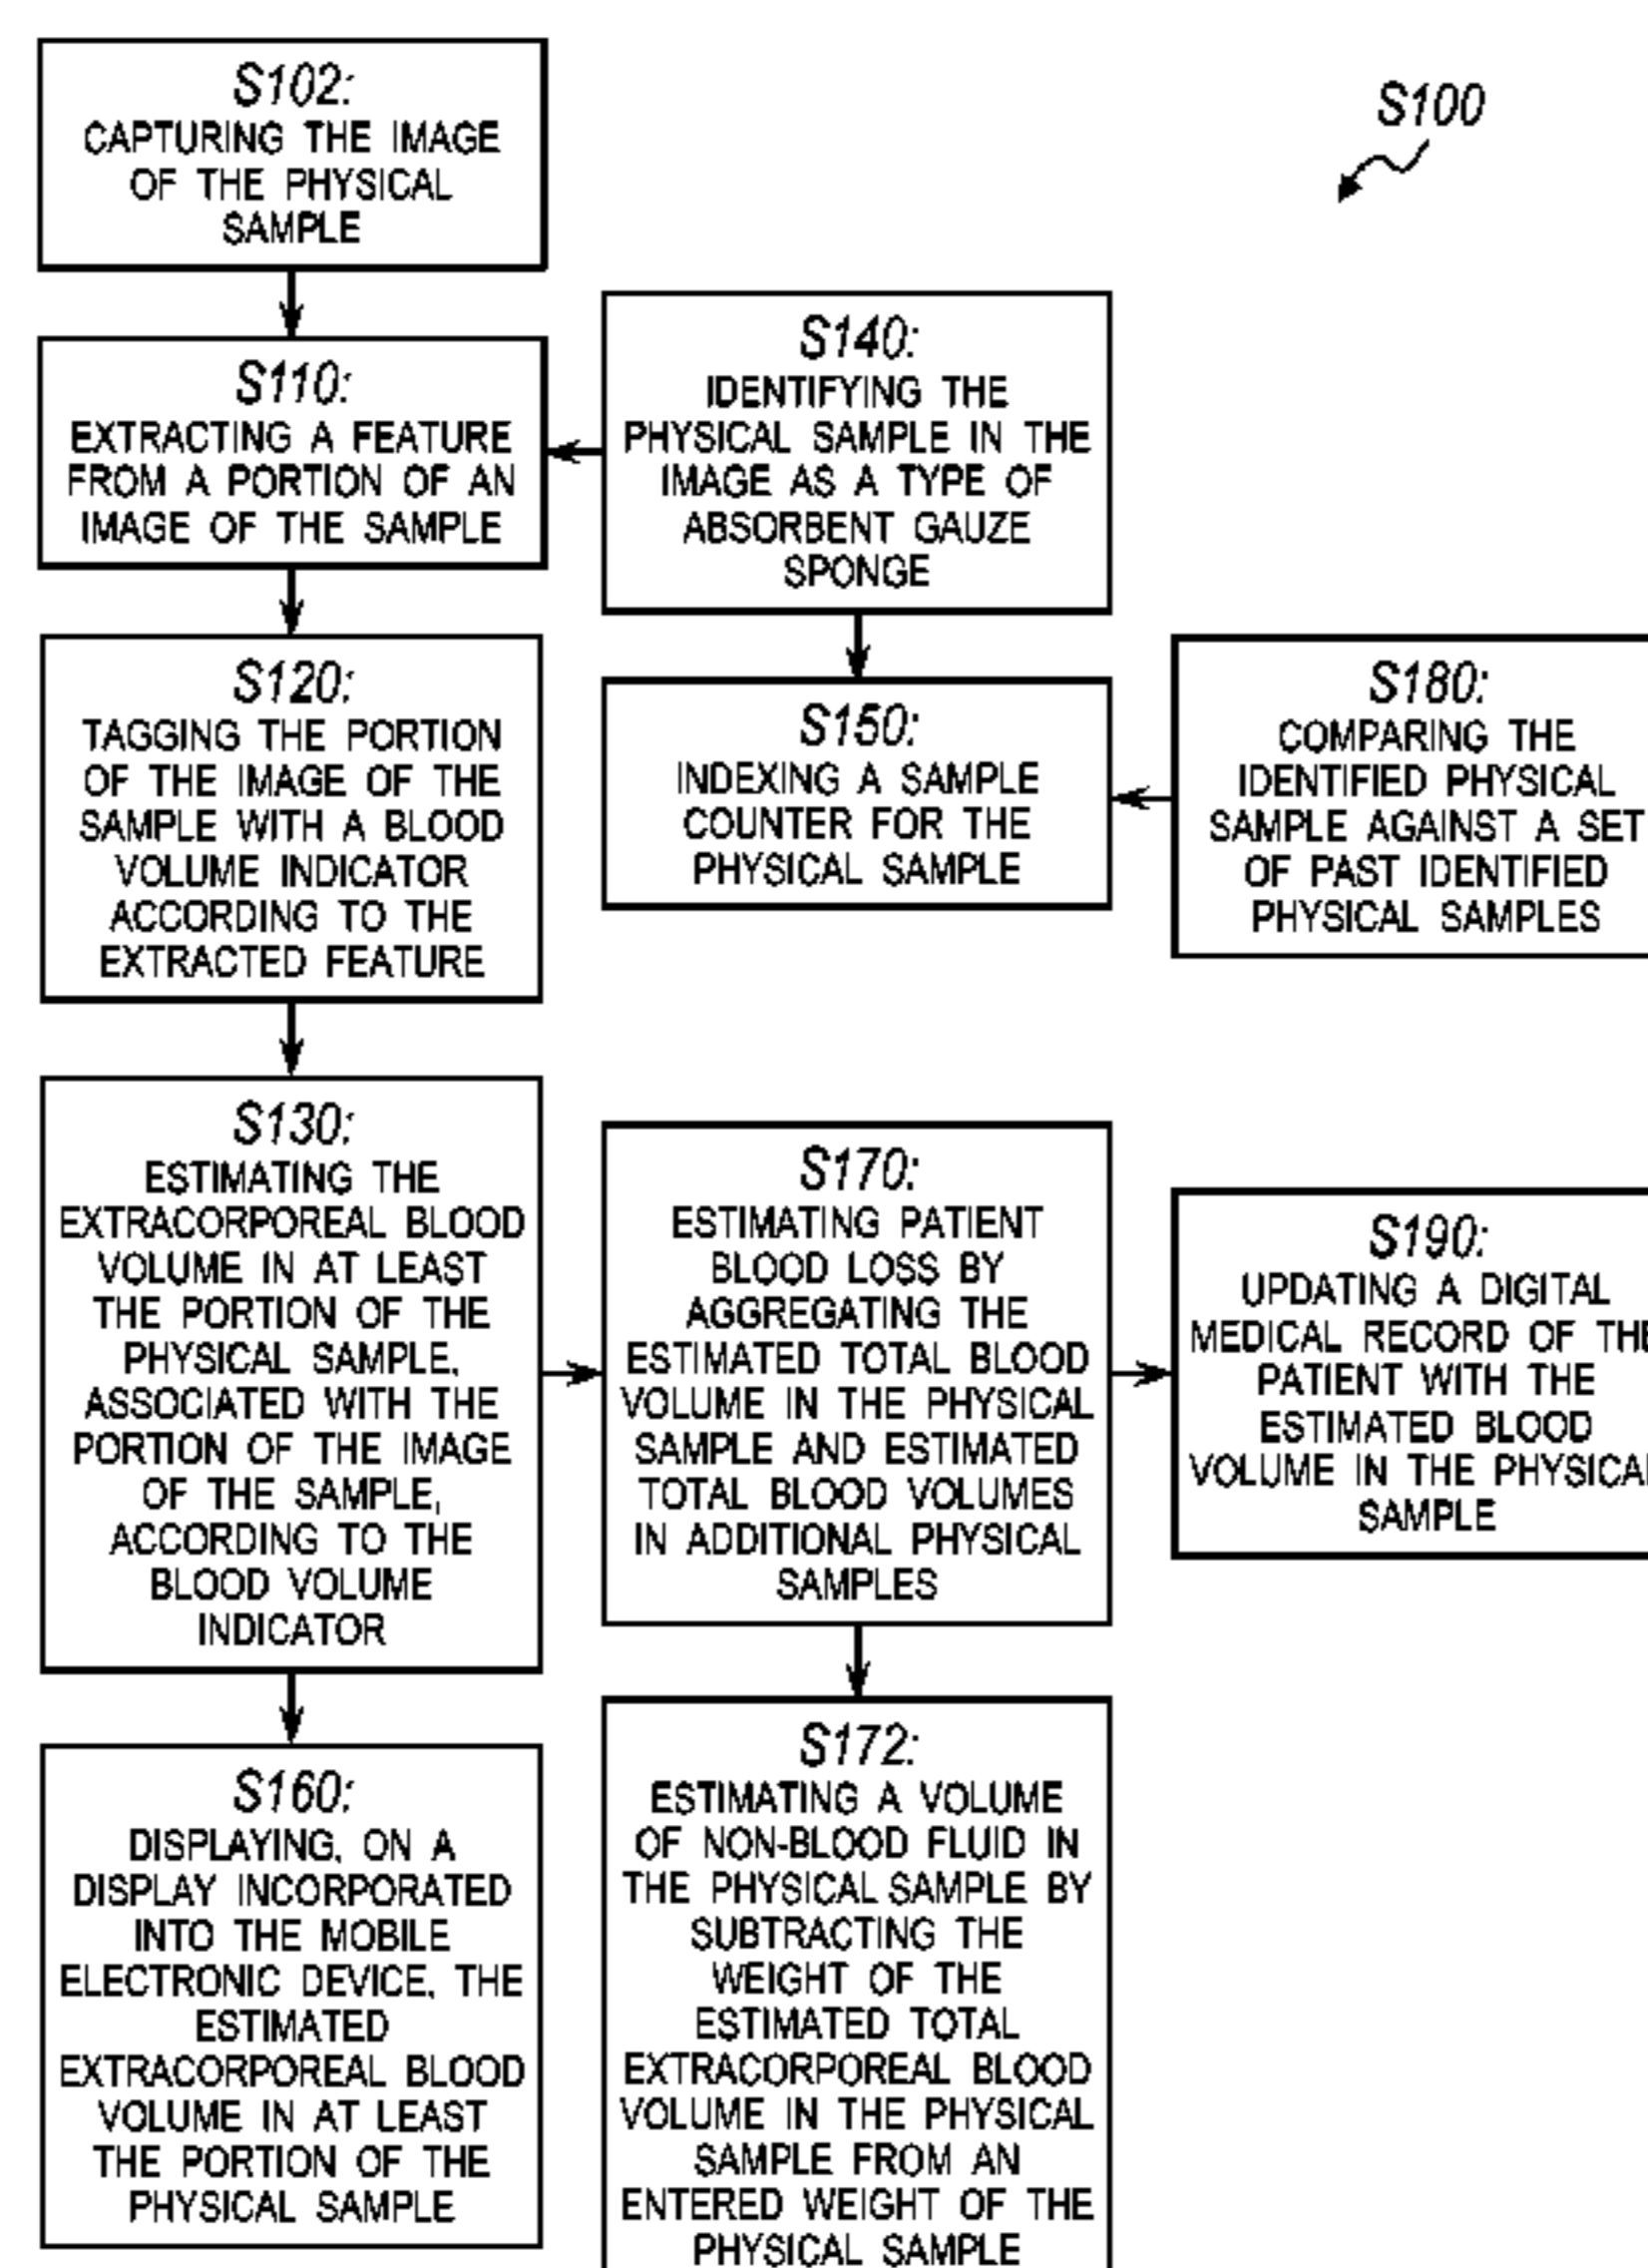 S102:
CAPTURING THE IMAGE
OF THE PHYSICAL
SAMPLE
S100
S110:
EXTRACTING A FEATURE
FROM A PORTION OF AN
IMAGE OF THE SAMPLE
S140:
IDENTIFYING THE
PHYSICAL SAMPLE IN THE
IMAGE AS A TYPE OF
ABSORBENT GAUZE
SPONGE
S120:
TAGGING THE PORTION
OF THE IMAGE OF THE
SAMPLE WITH A BLOOD
VOLUME INDICATOR
ACCORDING TO THE
EXTRACTED FEATURE
S150:
INDEXING A SAMPLE
COUNTER FOR THE
PHYSICAL SAMPLE
S180:
COMPARING THE
IDENTIFIED PHYSICAL
SAMPLE AGAINST A SET
OF PAST IDENTIFIED
PHYSICAL SAMPLES
S130:
ESTIMATING THE
EXTRACORPOREAL BLOOD
VOLUME IN AT LEAST
THE PORTION OF THE
PHYSICAL SAMPLE,
ASSOCIATED WITH THE
PORTION OF THE IMAGE
OF THE SAMPLE,
ACCORDING TO THE
BLOOD VOLUME
INDICATOR
S170:
ESTIMATING PATIENT
BLOOD LOSS BY
AGGREGATING THE
ESTIMATED TOTAL BLOOD
VOLUME IN THE PHYSICAL
SAMPLE AND ESTIMATED
TOTAL BLOOD VOLUMES
IN ADDITIONAL PHYSICAL
SAMPLES
S190:
UPDATING A DIGITAL
MEDICAL RECORD OF THE
PATIENT WITH THE
ESTIMATED BLOOD
VOLUME IN THE PHYSICAL
SAMPLE
S160:
DISPLAYING, ON A
DISPLAY INCORPORATED
INTO THE MOBILE
ELECTRONIC DEVICE, THE
ESTIMATED
EXTRACORPOREAL BLOOD
VOLUME IN AT LEAST
THE PORTION OF THE
PHYSICAL SAMPLE
S172:
ESTIMATING A VOLUME
OF NON-BLOOD FLUID IN
THE PHYSICAL SAMPLE BY
SUBTRACTING THE
WEIGHT OF THE
ESTIMATED TOTAL
EXTRACORPOREAL BLOOD
VOLUME IN THE PHYSICAL
SAMPLE FROM AN
ENTERED WEIGHT OF THE
PHYSICAL SAMPLE